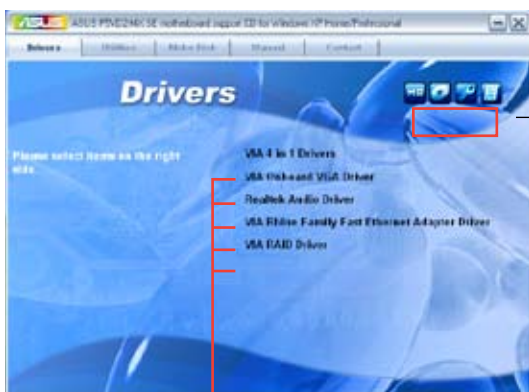 ASUS P5VD2-MX SE motherboard support CD for Windows XP Home/Professional
Drivers Utilities Make Disk Manual Contact
Drivers
Please select items on the right
side.
VIA 4 in 1 Drivers
VIA Onboard VGA Driver
Realtek Audio Driver
VIA Rhine Family Fast Ethernet Adapter Driver
VIA RAID Driver